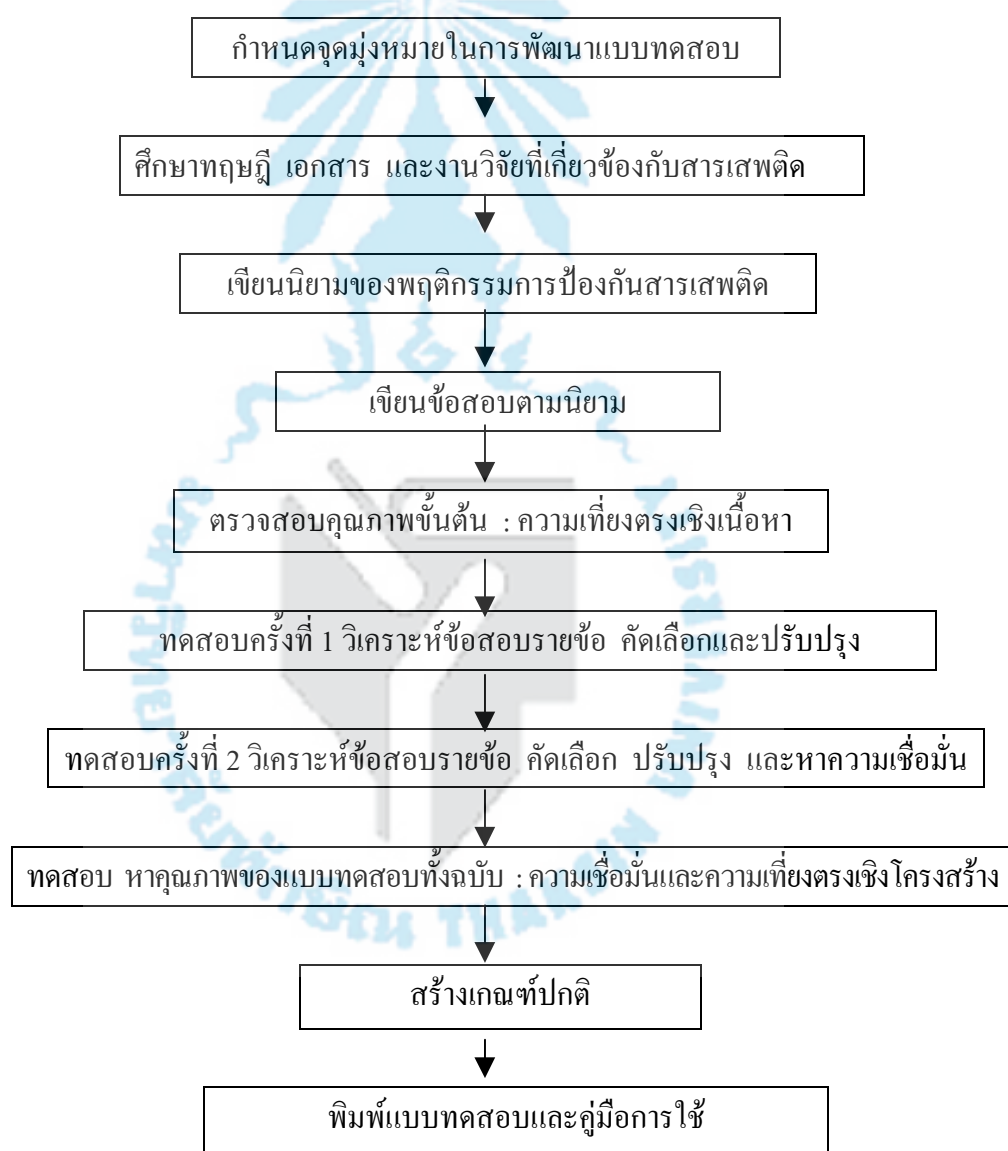 กำหนดจุดมุ่งหมายในการพัฒนาแบบทดสอบ
ศึกษาทฤษฎี เอกสาร และงานวิจัยที่เกี่ยวข้องกับสารเสพติด
เขียนนิยามของพฤติกรรมการป้องกันสารเสพติด
เขียนข้อสอบตามนิยาม
ตรวจสอบคุณภาพขั้นต้น : ความเที่ยงตรงเชิงเนื้อหา
ทดสอบครั้งที่ 1 วิเคราะห์ข้อสอบรายข้อ คัดเลือกและปรับปรุง
ทดสอบครั้งที่ 2 วิเคราะห์ข้อสอบรายข้อ คัดเลือก ปรับปรุง และหาความเชื่อมั่น
ทดสอบ หาคุณภาพของแบบทดสอบทั้งฉบับ : ความเชื่อมั่นและความเที่ยงตรงเชิงโครงสร้าง
สร้างเกณฑ์ปกติ
พิมพ์แบบทดสอบและคู่มือการใช้
มหาวิทยาลัยทักษิณ THAKSIN UNIVERSITY